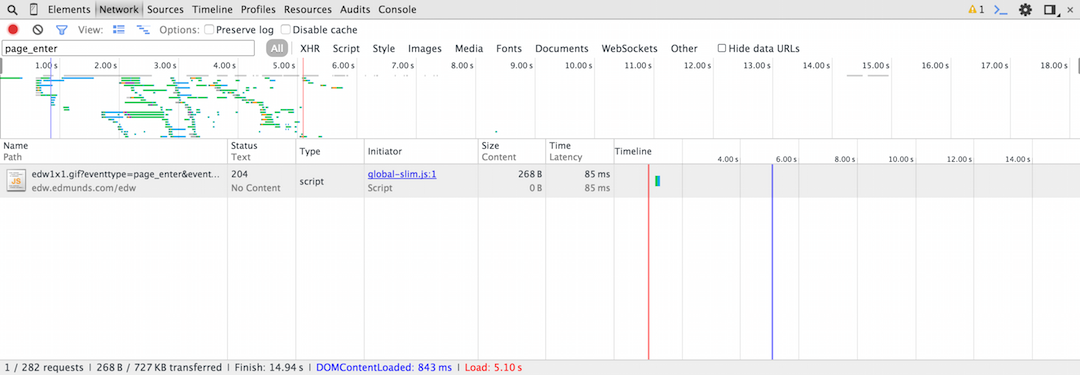 Elements Network Sources Timeline Profiles Resources Audits Console 1
View: Options: Preserve log Disable cache
page_enter All XHR Script Style Images Media Fonts Documents WebSockets Other Hide data URLs
1.00 s 2.00 s 3.00 s 4.00 s 5.00 s 6.00 s 7.00 s 8.00 s 9.00 s 10.00 s 11.00 s 12.00 s 13.00 s 14.00 s 15.00 s 16.00 s 17.00 s 18.00 s
Name Status Type Initiator Size Time Timeline
Path Text Content Latency 4.00 s 6.00 s 8.00 s 10.00 s 12.00 s 14.00 s
JS edw1x1.gif?eventtype=page_enter&event... 204 script global-slim.js:1 268 B 85 ms
edw.edmunds.com/edw No Content Script 0 B 85 ms
1 / 282 requests | 268 B / 727 KB transferred | Finish: 14.94 s | DOMContentLoaded: 843 ms | Load: 5.10 s